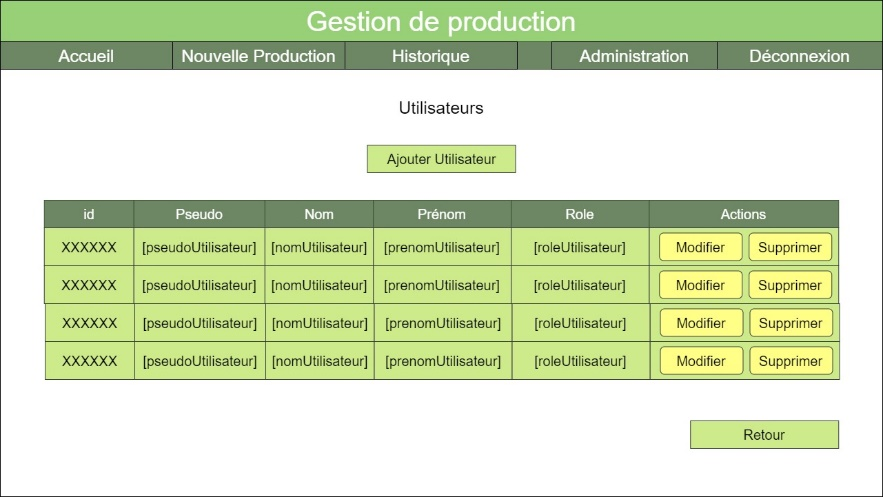 Gestion de production
Accueil Nouvelle Production Historique Administration Déconnexion
Utilisateurs
Ajouter Utilisateur
id Pseudo Nom Prénom Role Actions
XXXXXX [pseudoUtilisateur] [nomUtilisateur] [prenomUtilisateur] [roleUtilisateur] Modifier Supprimer
XXXXXX [pseudoUtilisateur] [nomUtilisateur] [prenomUtilisateur] [roleUtilisateur] Modifier Supprimer
XXXXXX [pseudoUtilisateur] [nomUtilisateur] [prenomUtilisateur] [roleUtilisateur] Modifier Supprimer
XXXXXX [pseudoUtilisateur] [nomUtilisateur] [prenomUtilisateur] [roleUtilisateur] Modifier Supprimer
Retour